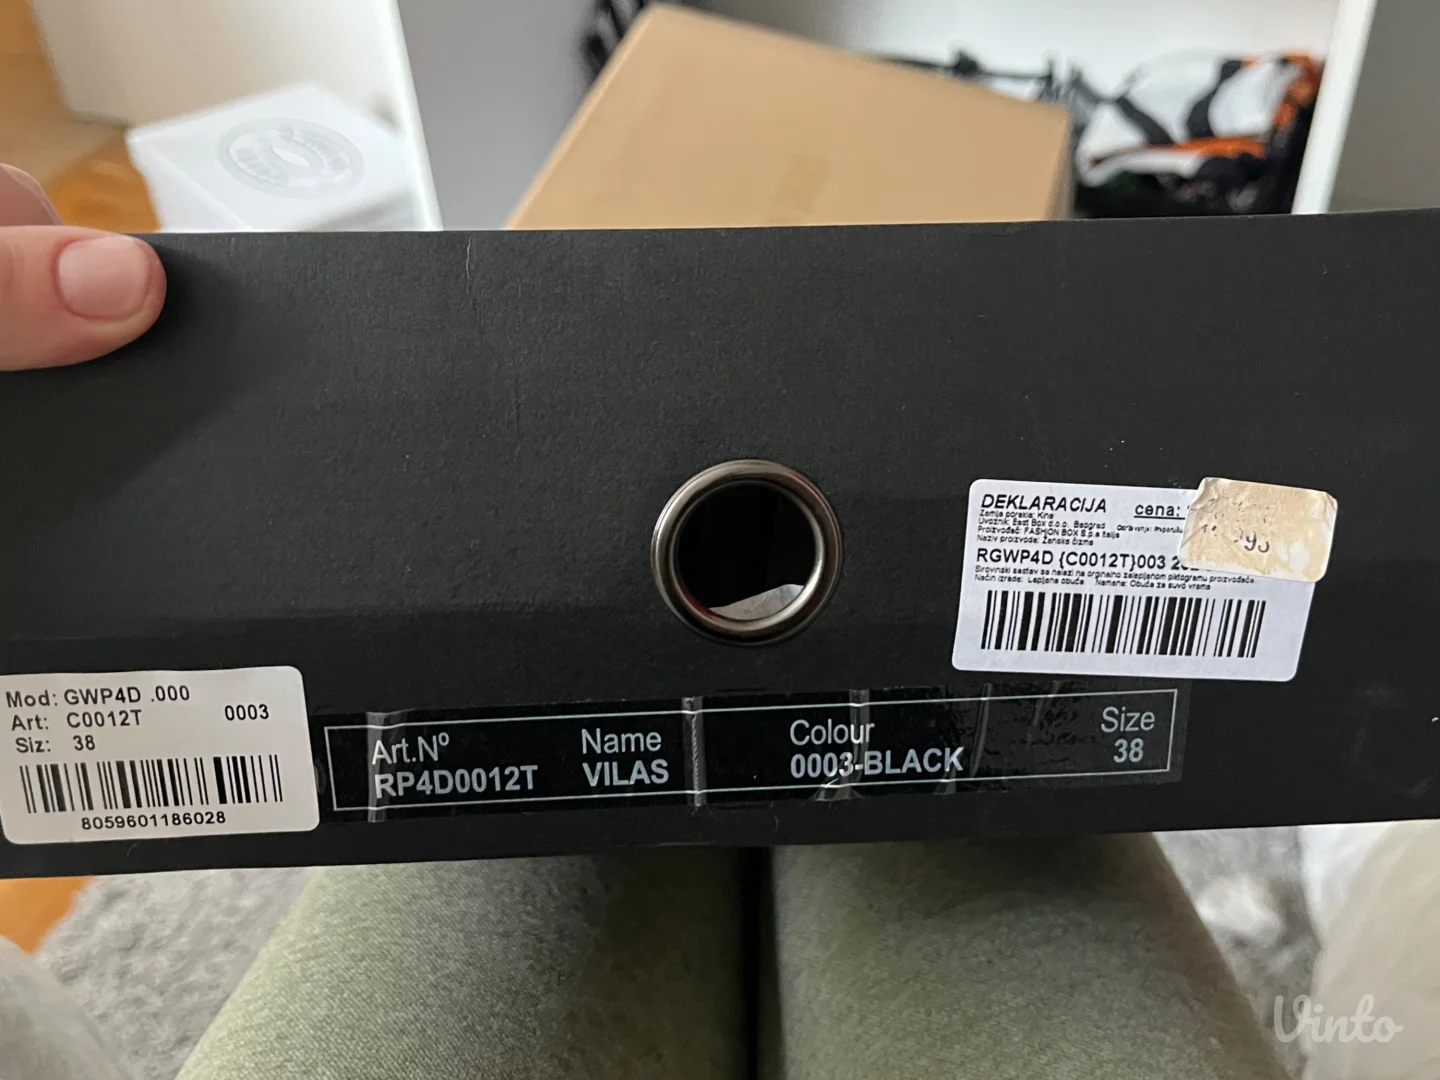 DEKLARACIJA cena:
Zemlja porekla: Kina
Uvoznik: East Box d.o.o. Beograd
Proizvođač: FASHION BOX S.p.a Italija
Naziv proizvoda: Ženske čizme
RGWP4D {C0012T}003
Sirovinski sastav se nalazi na orginalno zalepljenom piktogramu proizvođača.
Način izrade: Lepljena obuća Namena: Obuća za suvo vreme
Mod: GWP4D .000
Art: C0012T 0003
Siz: 38
8059601186028
Art.Nº Name Colour Size
RP4D0012T VILAS 0003-BLACK 38
Vinto